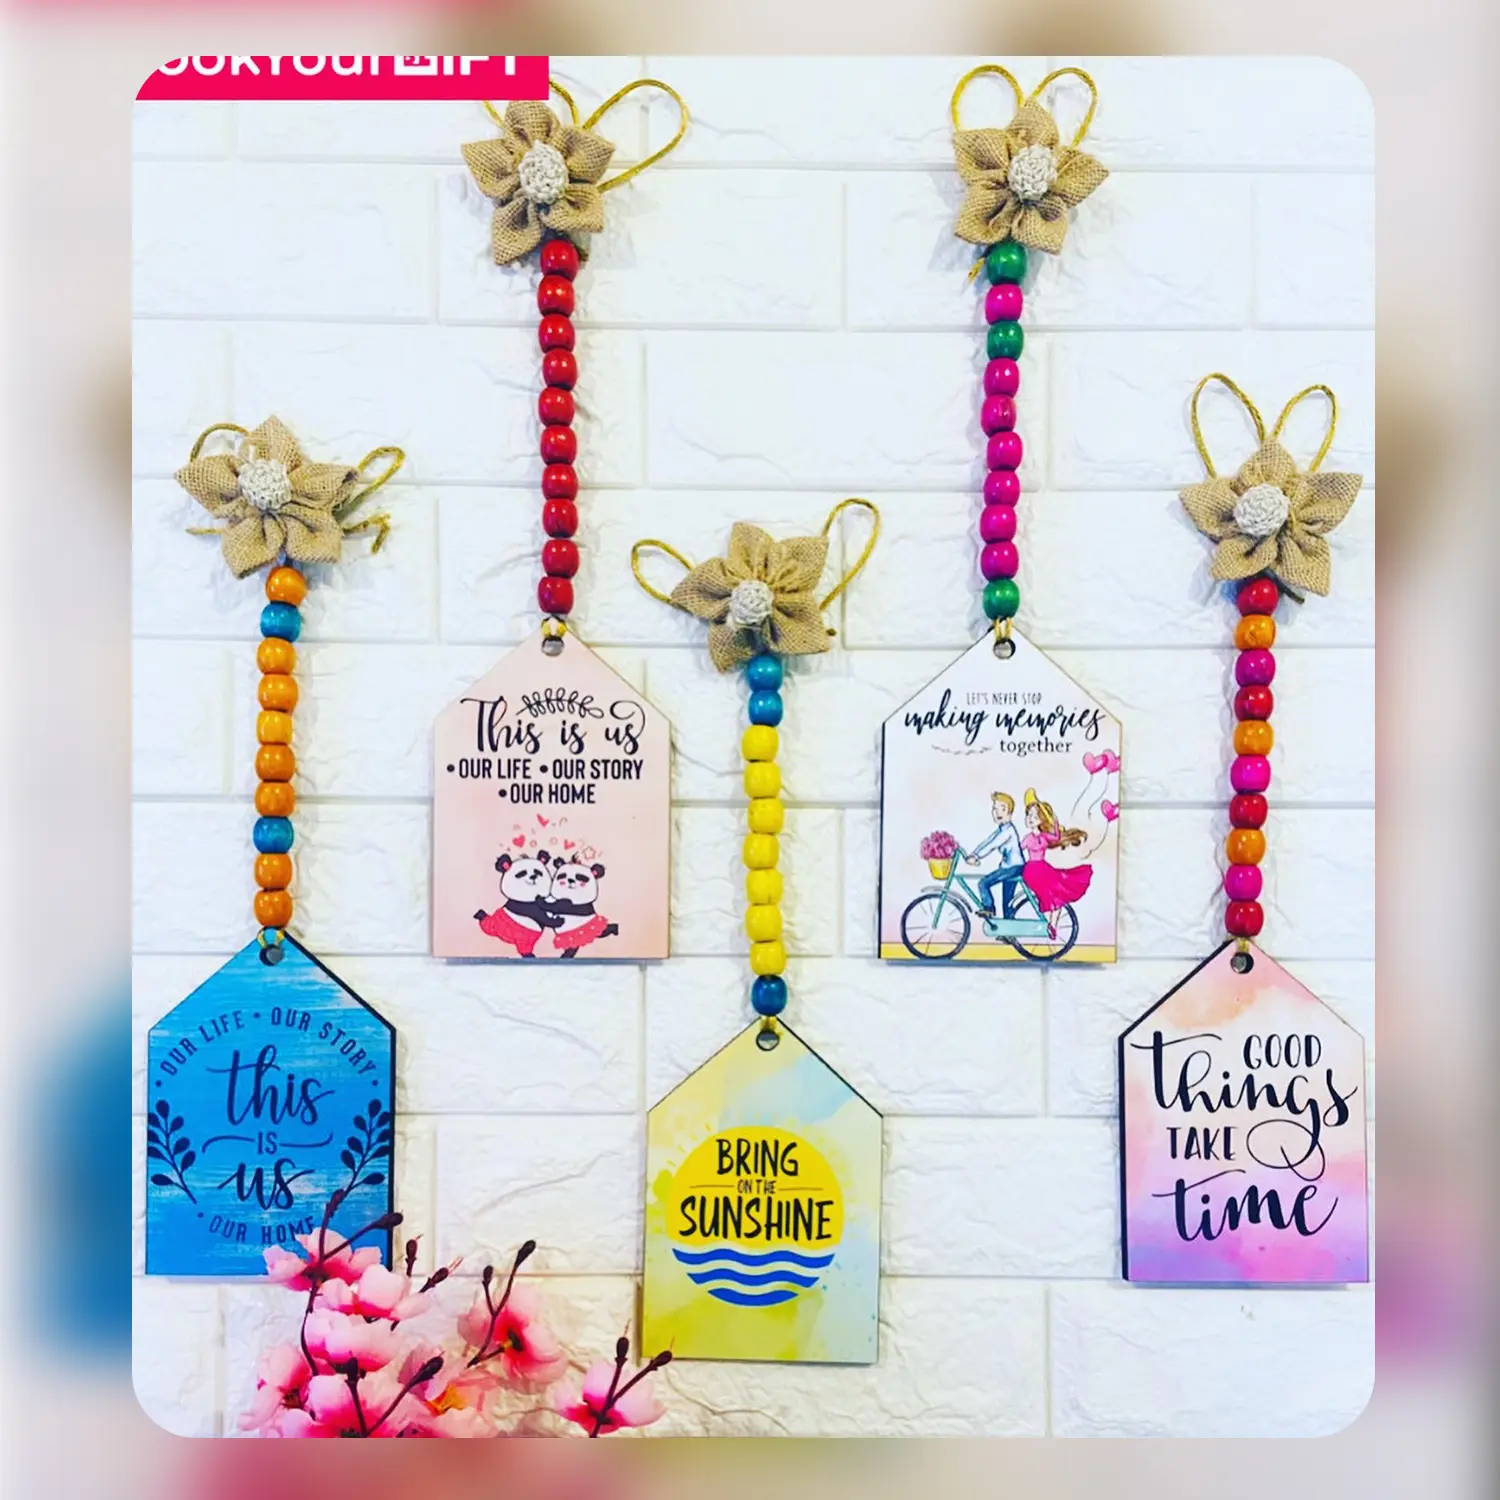 This is us
•OUR LIFE •OUR STORY
•OUR HOME
LET'S NEVER STOP
making memories
together
OUR LIFE • OUR STORY
this
IS
us
• OUR HOME
BRING
ON THE
SUNSHINE
GOOD
things
TAKE
time